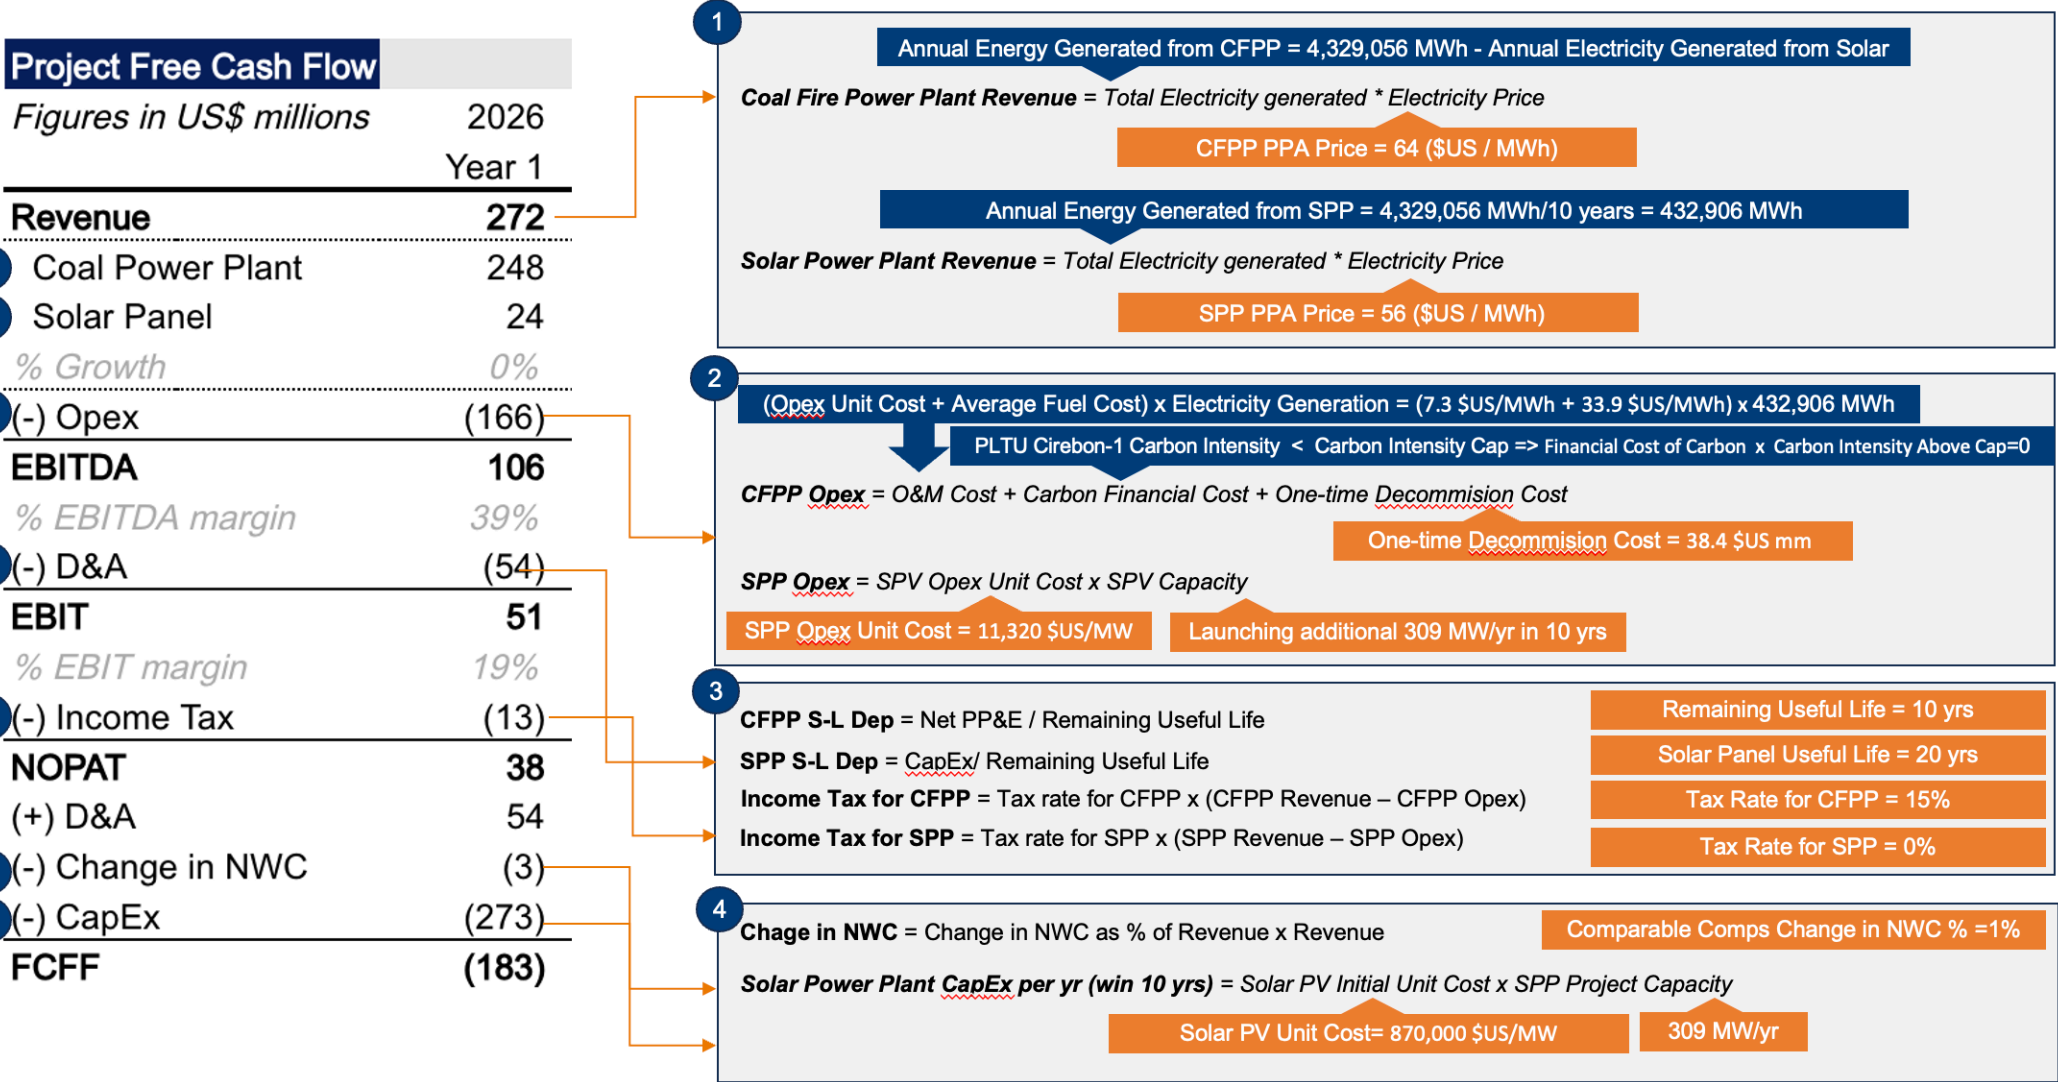 Project Free Cash Flow
Figures in US$ millions 2026
Year 1
Revenue 272
Coal Power Plant 248
Solar Panel 24
% Growth 0%
(-) Opex (166)
EBITDA 106
% EBITDA margin 39%
(-) D&A (54)
EBIT 51
% EBIT margin 19%
(-) Income Tax (13)
NOPAT 38
(+) D&A 54
(-) Change in NWC (3)
(-) CapEx (273)
FCFF (183)
1
Annual Energy Generated from CFPP = 4,329,056 MWh - Annual Electricity Generated from Solar
Coal Fire Power Plant Revenue = Total Electricity generated * Electricity Price
CFPP PPA Price = 64 ($US / MWh)
Annual Energy Generated from SPP = 4,329,056 MWh/10 years = 432,906 MWh
Solar Power Plant Revenue = Total Electricity generated * Electricity Price
SPP PPA Price = 56 ($US / MWh)
2
(Opex Unit Cost + Average Fuel Cost) x Electricity Generation = (7.3 $US/MWh + 33.9 $US/MWh) x 432,906 MWh
PLTU Cirebon-1 Carbon Intensity < Carbon Intensity Cap => Financial Cost of Carbon x Carbon Intensity Above Cap=0
CFPP Opex = O&M Cost + Carbon Financial Cost + One-time Decommision Cost
One-time Decommision Cost = 38.4 $US mm
SPP Opex = SPV Opex Unit Cost x SPV Capacity
SPP Opex Unit Cost = 11,320 $US/MW
Launching additional 309 MW/yr in 10 yrs
3
CFPP S-L Dep = Net PP&E / Remaining Useful Life
SPP S-L Dep = CapEx/ Remaining Useful Life
Income Tax for CFPP = Tax rate for CFPP x (CFPP Revenue – CFPP Opex)
Income Tax for SPP = Tax rate for SPP x (SPP Revenue – SPP Opex)
Remaining Useful Life = 10 yrs
Solar Panel Useful Life = 20 yrs
Tax Rate for CFPP = 15%
Tax Rate for SPP = 0%
4
Chage in NWC = Change in NWC as % of Revenue x Revenue
Comparable Comps Change in NWC % =1%
Solar Power Plant CapEx per yr (win 10 yrs) = Solar PV Initial Unit Cost x SPP Project Capacity
Solar PV Unit Cost= 870,000 $US/MW
309 MW/yr